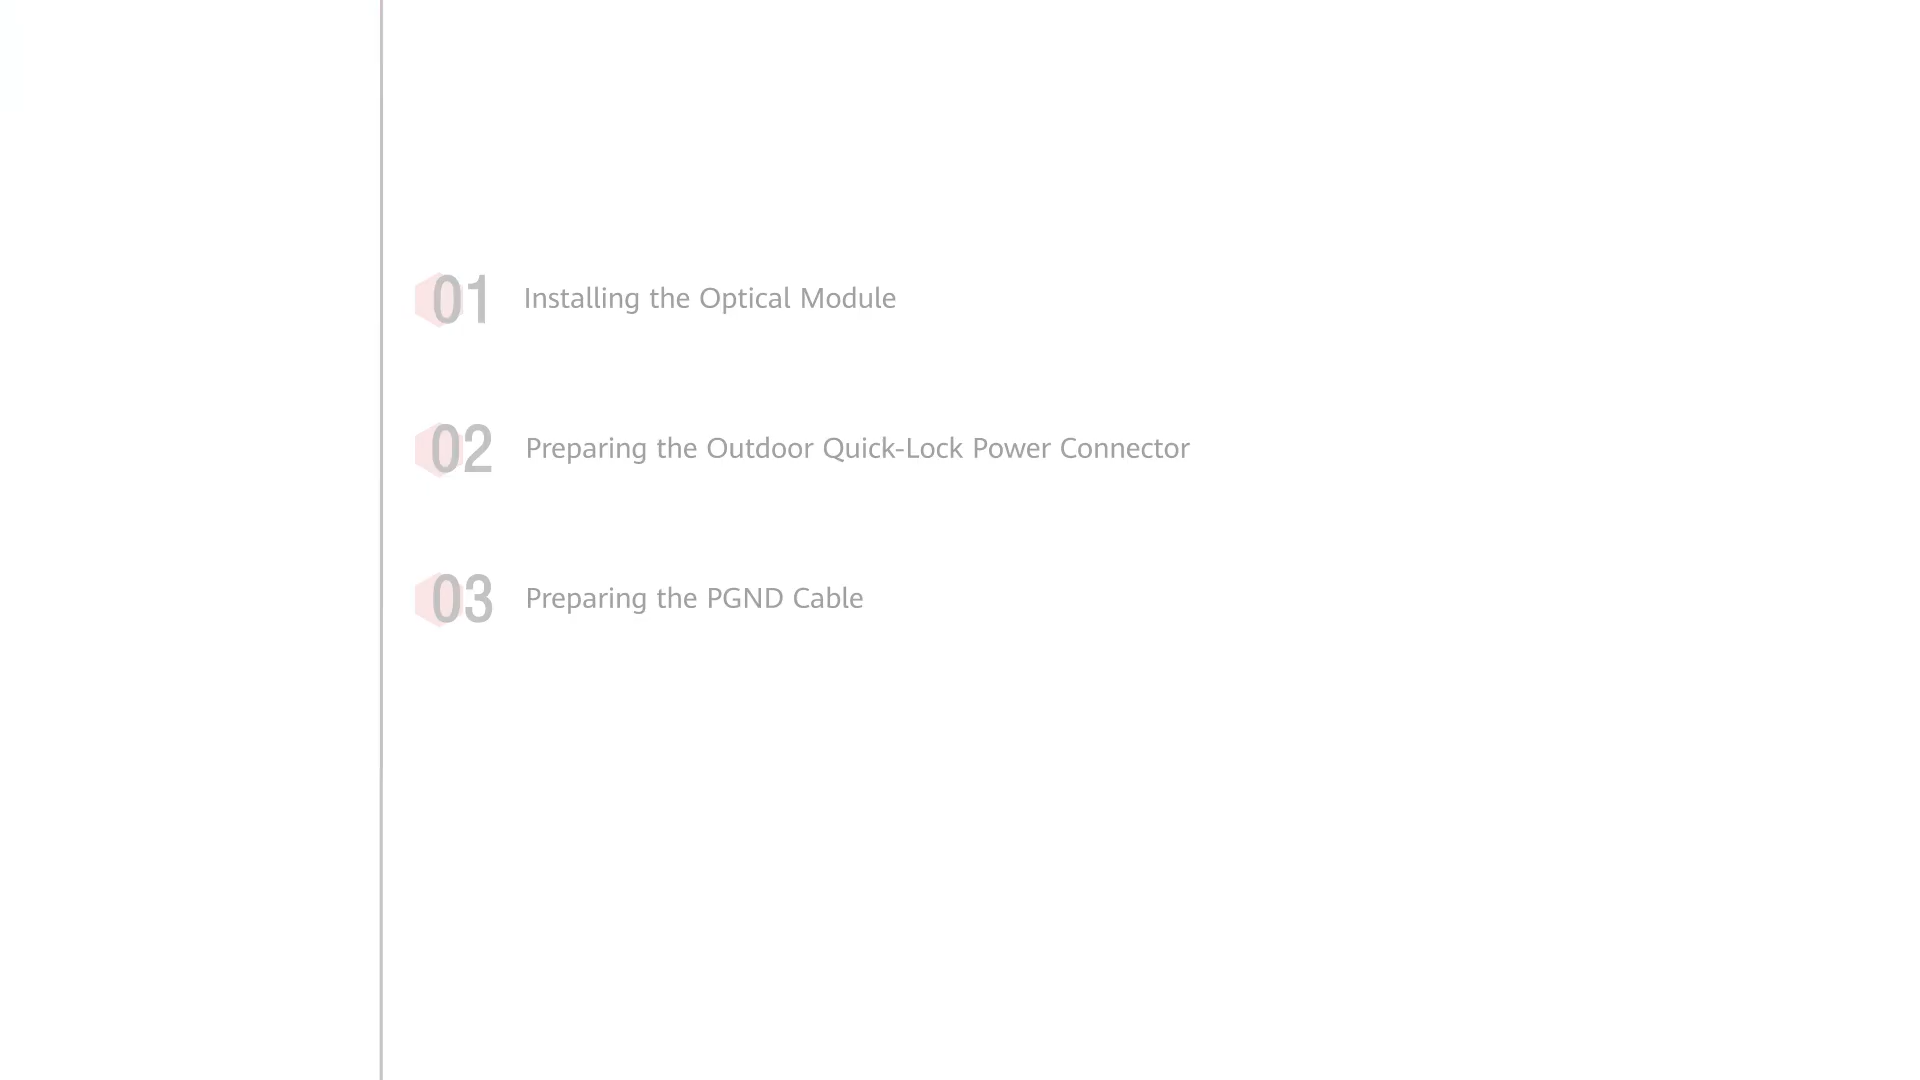 01 Installing the Optical Module
02 Preparing the Outdoor Quick-Lock Power Connector
03 Preparing the PGND Cable